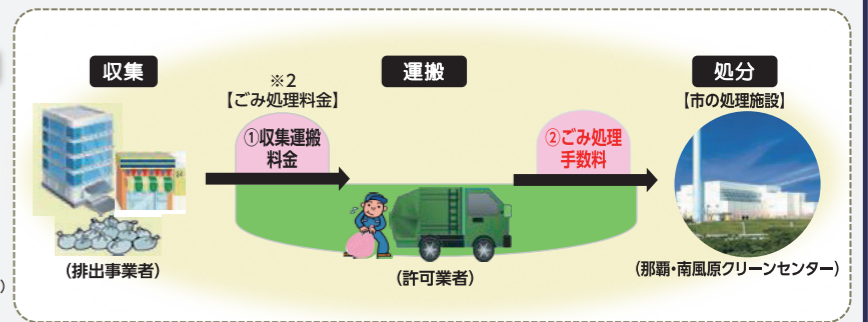 収集
運搬
処分
※2
【ごみ処理料金】
【市の処理施設】
①収集運搬
料金
②ごみ処理
手数料
(排出事業者)
(許可業者)
(那覇・南風原クリーンセンター)
)